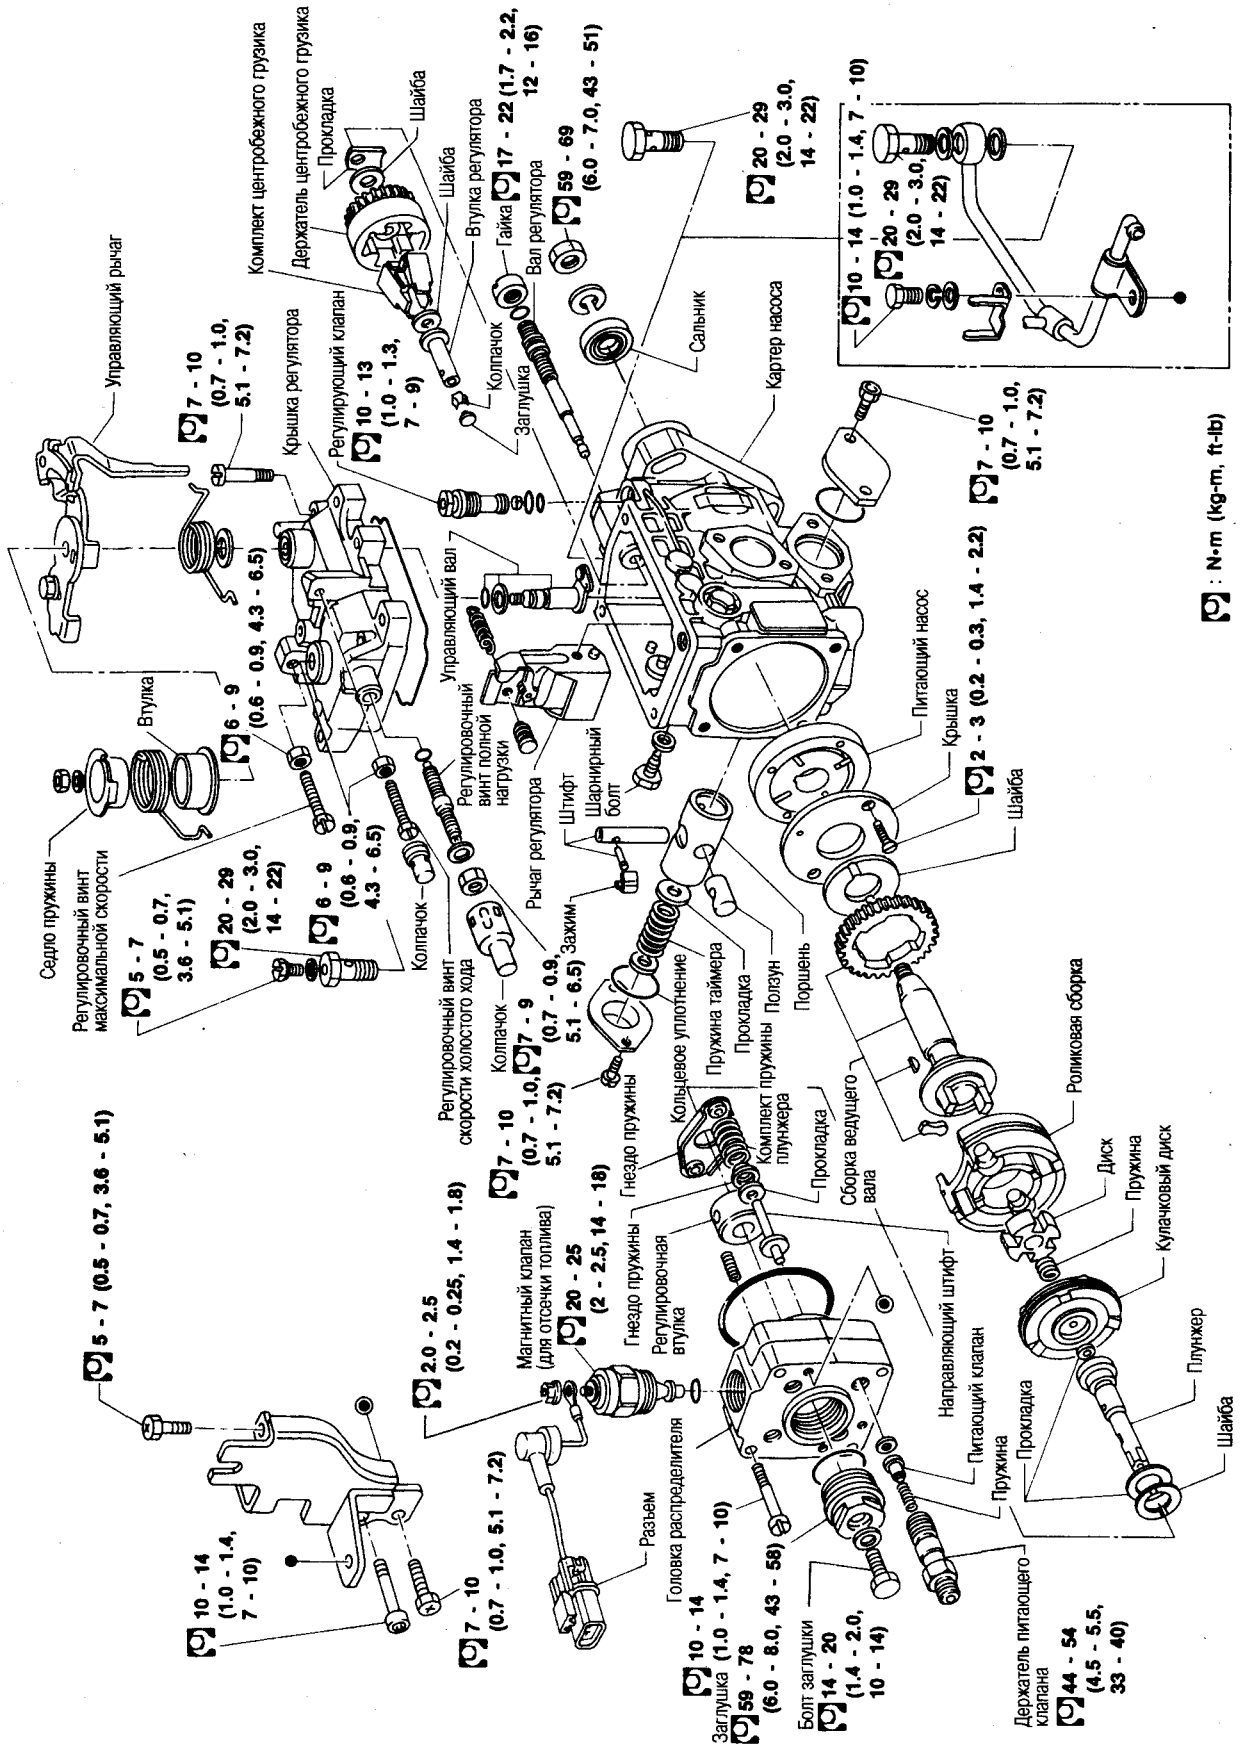 Управляющий рычаг
Комплект центробежного грузика
Держатель центробежного грузика
Прокладка
Шайба
7 - 10
(0.7 - 1.0,
5.1 - 7.2)
Крышка регулятора
Регулирующий клапан
10 - 13
(1.0 - 1.3,
7 - 9)
Шайба
Втулка регулятора
Колпачок
Заглушка
Гайка
17 - 22 (1.7 - 2.2,
12 - 16)
Вал регулятора
59 - 69
(6.0 - 7.0, 43 - 51)
Сальник
Картер насоса
20 - 29
(2.0 - 3.0,
14 - 22)
10 - 14 (1.0 - 1.4, 7 - 10)
20 - 29
(2.0 - 3.0,
14 - 22)
7 - 10
(0.7 - 1.0,
5.1 - 7.2)
Седло пружины
Втулка
6 - 9
(0.6 - 0.9, 4.3 - 6.5)
Регулировочный винт
максимальной скорости
5 - 7
(0.5 - 0.7,
3.6 - 5.1)
20 - 29
(2.0 - 3.0,
14 - 22)
6 - 9
(0.6 - 0.9,
4.3 - 6.5)
Колпачок
Регулировочный винт
скорости холостого хода
Колпачок
7 - 9
(0.7 - 0.9,
5.1 - 6.5)
Управляющий вал
Регулировочный
винт полной
нагрузки
Рычаг регулятора
Шарнирный
болт
Штифт
Зажим
7 - 10
(0.7 - 1.0,
5.1 - 7.2)
Кольцевое уплотнение
Пружина таймера
Прокладка
Ползун
Поршень
Питающий насос
Крышка
2 - 3 (0.2 - 0.3, 1.4 - 2.2)
Шайба
5 - 7 (0.5 - 0.7, 3.6 - 5.1)
10 - 14
(1.0 - 1.4,
7 - 10)
7 - 10
(0.7 - 1.0, 5.1 - 7.2)
2.0 - 2.5
(0.2 - 0.25, 1.4 - 1.8)
Магнитный клапан
(для отсечки топлива)
20 - 25
(2 - 2.5, 14 - 18)
Гнездо пружины
Гнездо пружины
Регулировочная
втулка
Комплект пружины
плунжера
Прокладка
Сборка ведущего
вала
Роликовая сборка
Диск
Пружина
Кулачковый диск
Разъем
Головка распределителя
10 - 14
(1.0 - 1.4, 7 - 10)
Заглушка
59 - 78
(6.0 - 8.0, 43 - 58)
Болт заглушки
14 - 20
(1.4 - 2.0,
10 - 14)
Направляющий штифт
Питающий клапан
Пружина
Прокладка
Плунжер
Шайба
Держатель питающего
клапана
44 - 54
(4.5 - 5.5,
33 - 40)
: N•m (kg-m, ft-lb)